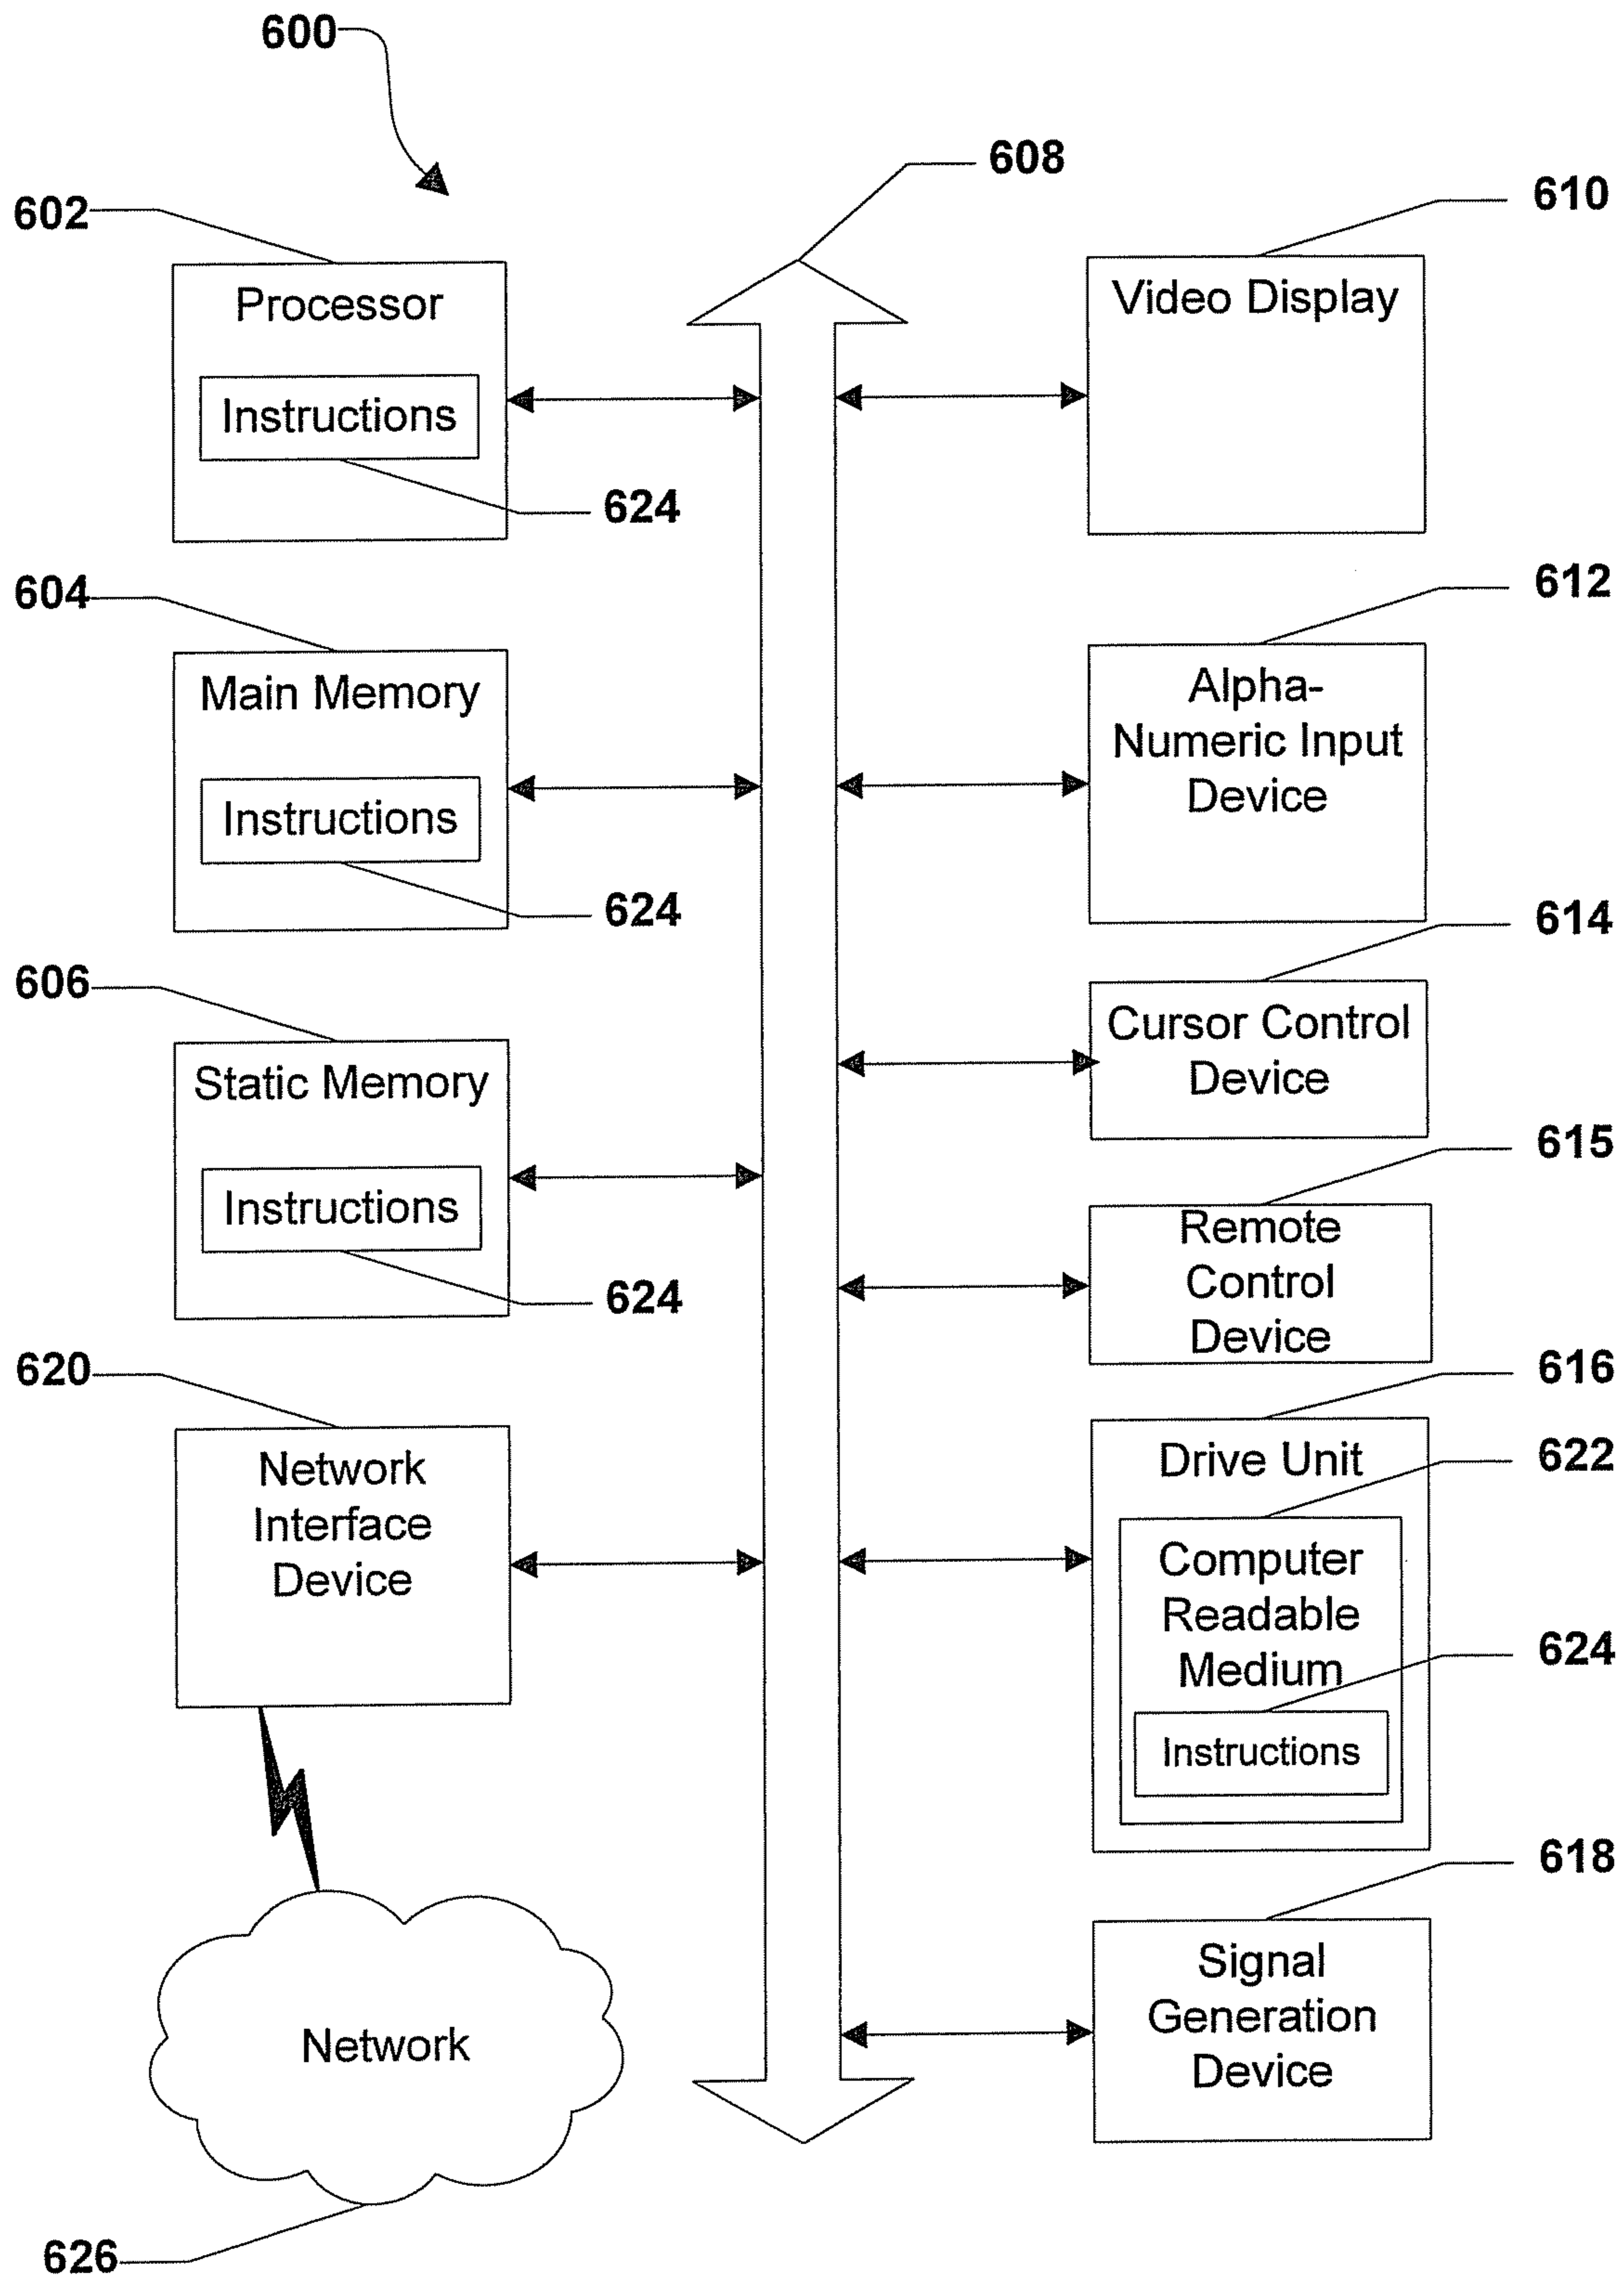 600
608
602
610
Processor
Video Display
Instructions
624
604
612
Main Memory
Alpha-
Numeric Input
Device
Instructions
624
614
606
Cursor Control
Device
Static Memory
615
Instructions
Remote
Control
Device
624
620
616
Network
Interface
Device
Drive Unit
622
Computer
Readable
Medium
624
Instructions
618
Network
Signal
Generation
Device
626